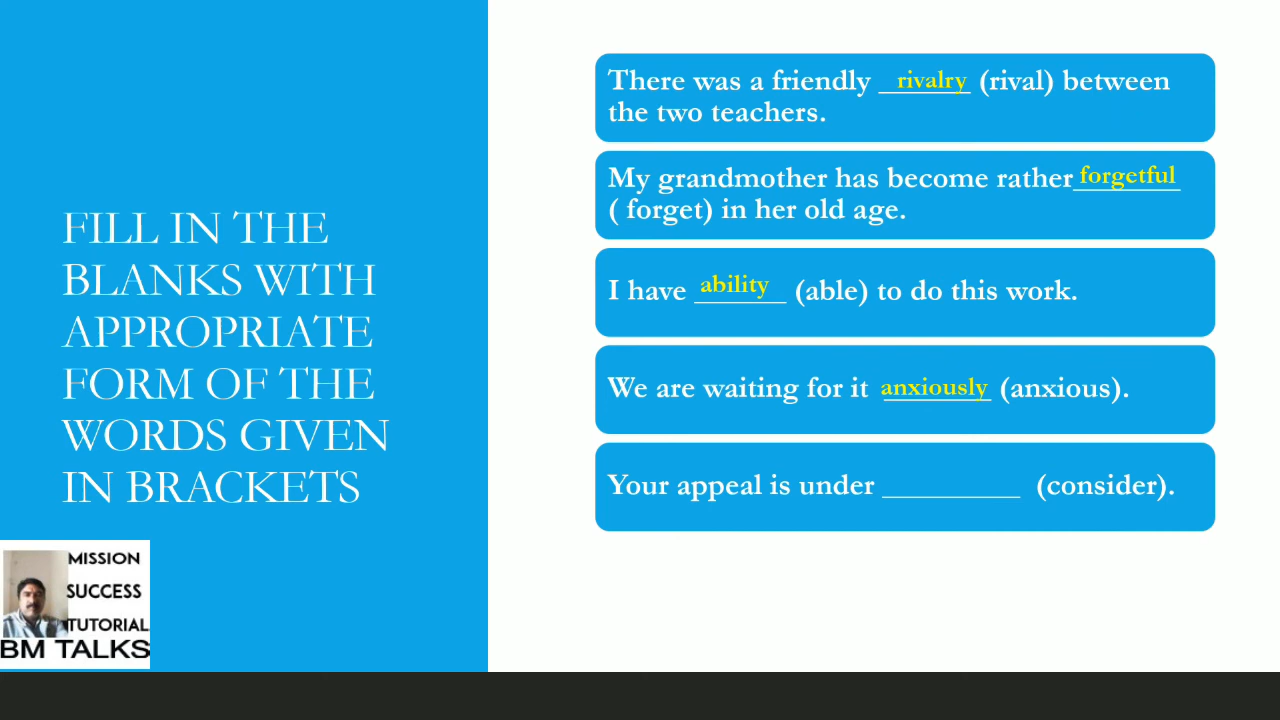 FILL IN THE
BLANKS WITH
APPROPRIATE
FORM OF THE
WORDS GIVEN
IN BRACKETS
There was a friendly rivalry (rival) between
the two teachers.
My grandmother has become rather forgetful
( forget) in her old age.
I have ability (able) to do this work.
We are waiting for it anxiously (anxious).
Your appeal is under __________ (consider).
MISSION
SUCCESS
TUTORIAL
BM TALKS